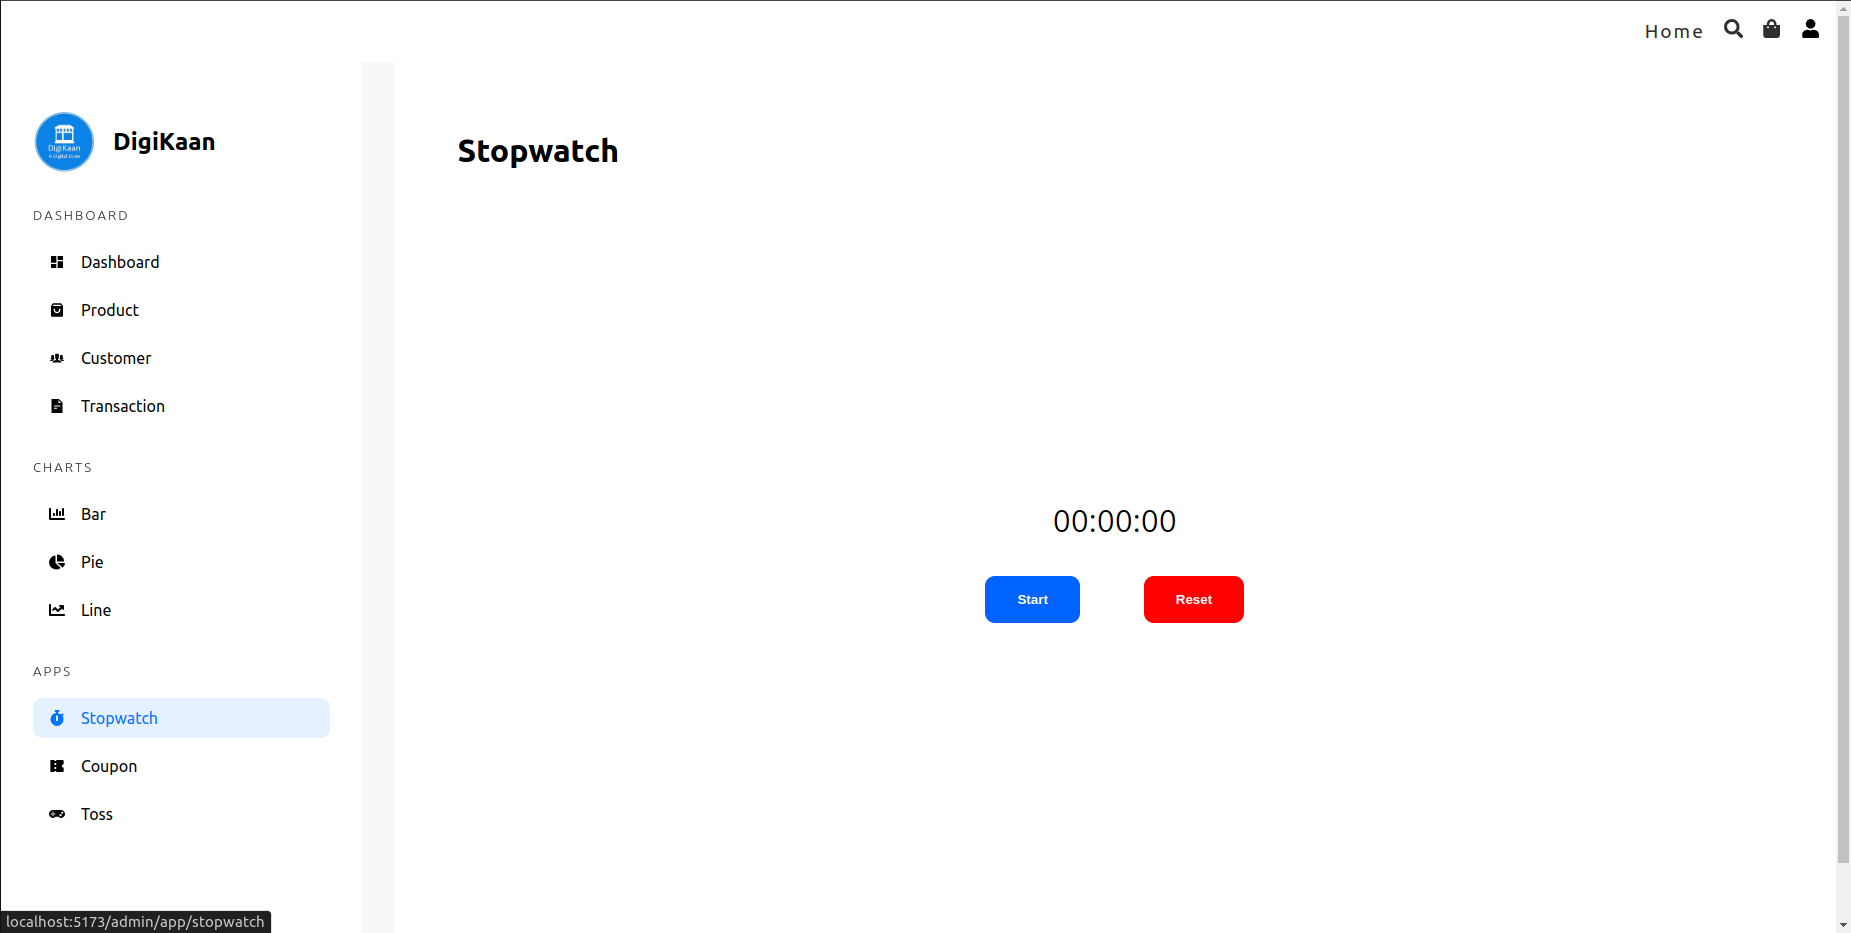 Home
DigiKaan
A Digital Store
DigiKaan
Stopwatch
DASHBOARD
Dashboard
Product
Customer
Transaction
CHARTS
Bar
Pie
Line
00:00:00
Start
Reset
APPS
Stopwatch
Coupon
Toss
localhost:5173/admin/app/stopwatch